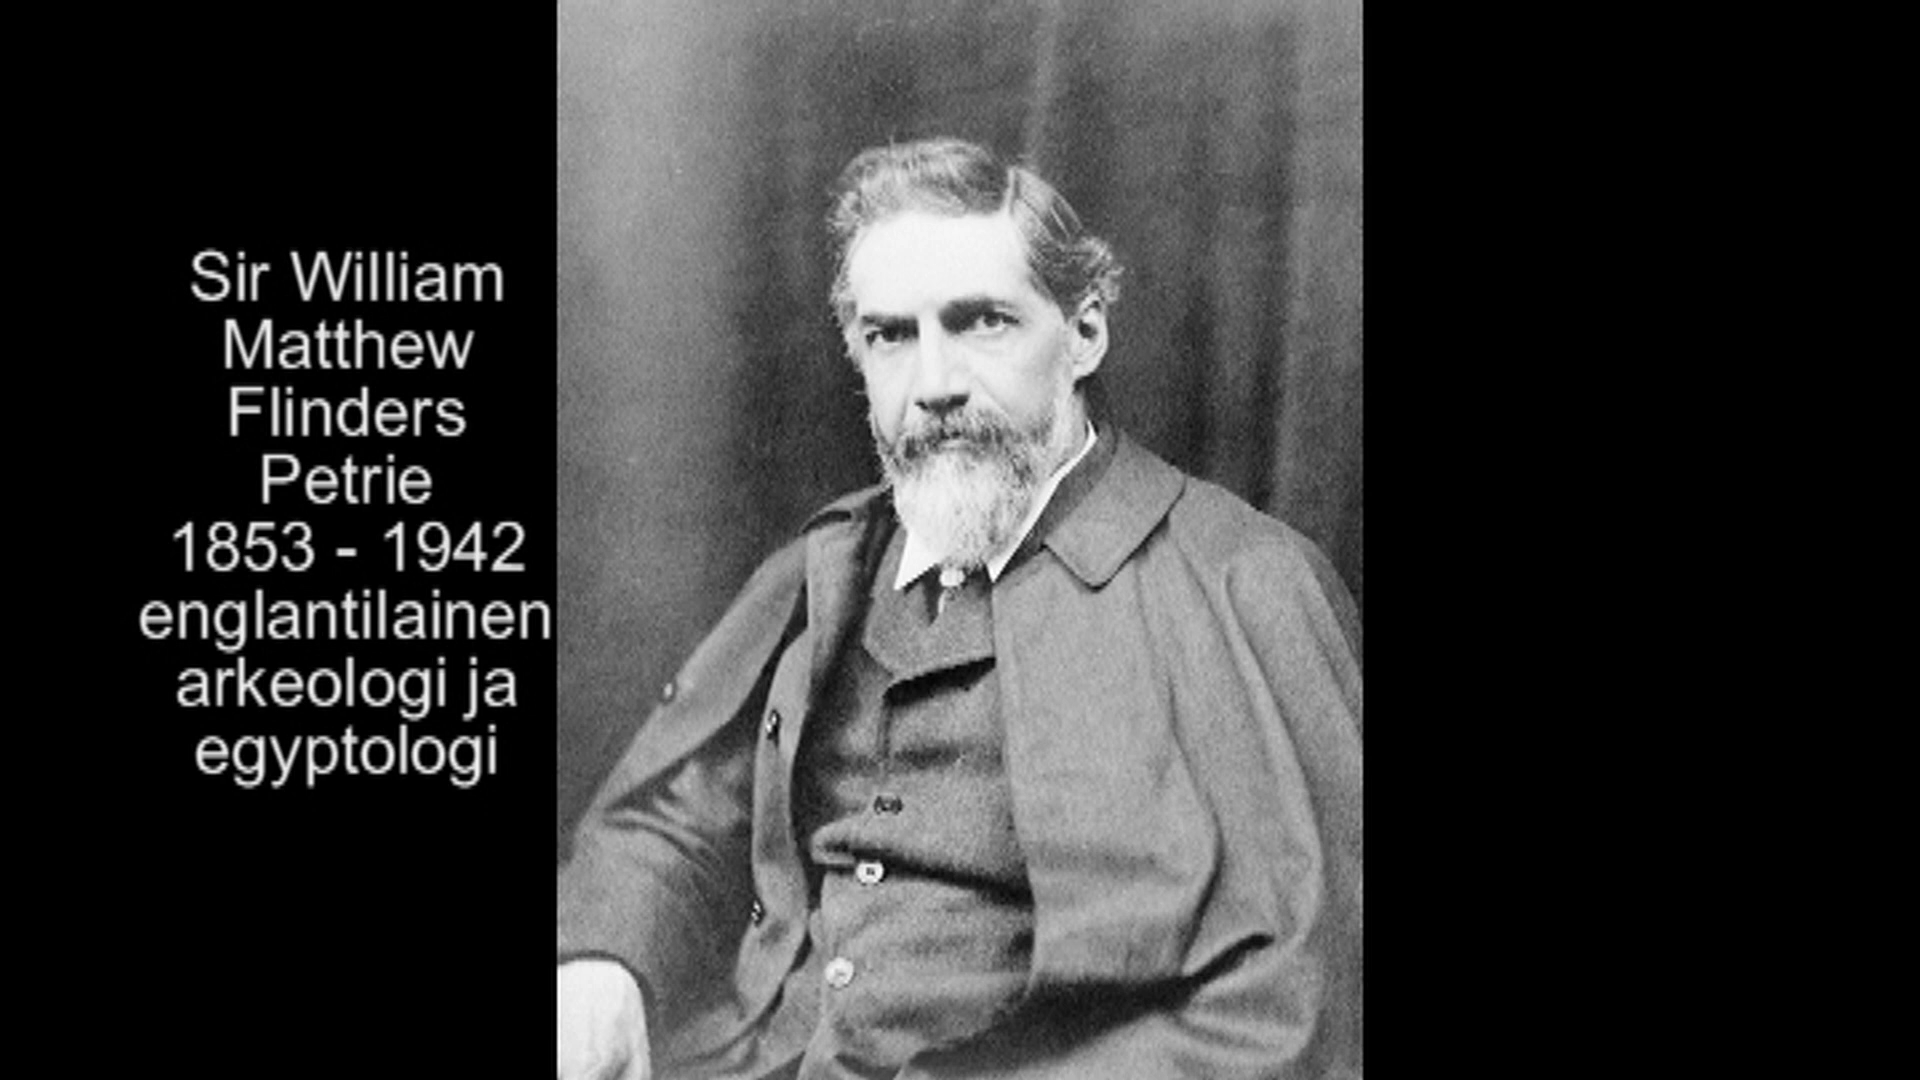 Sir William
Matthew
Flinders
Petrie
1853 - 1942
englantilainen
arkeologi ja
egyptologi